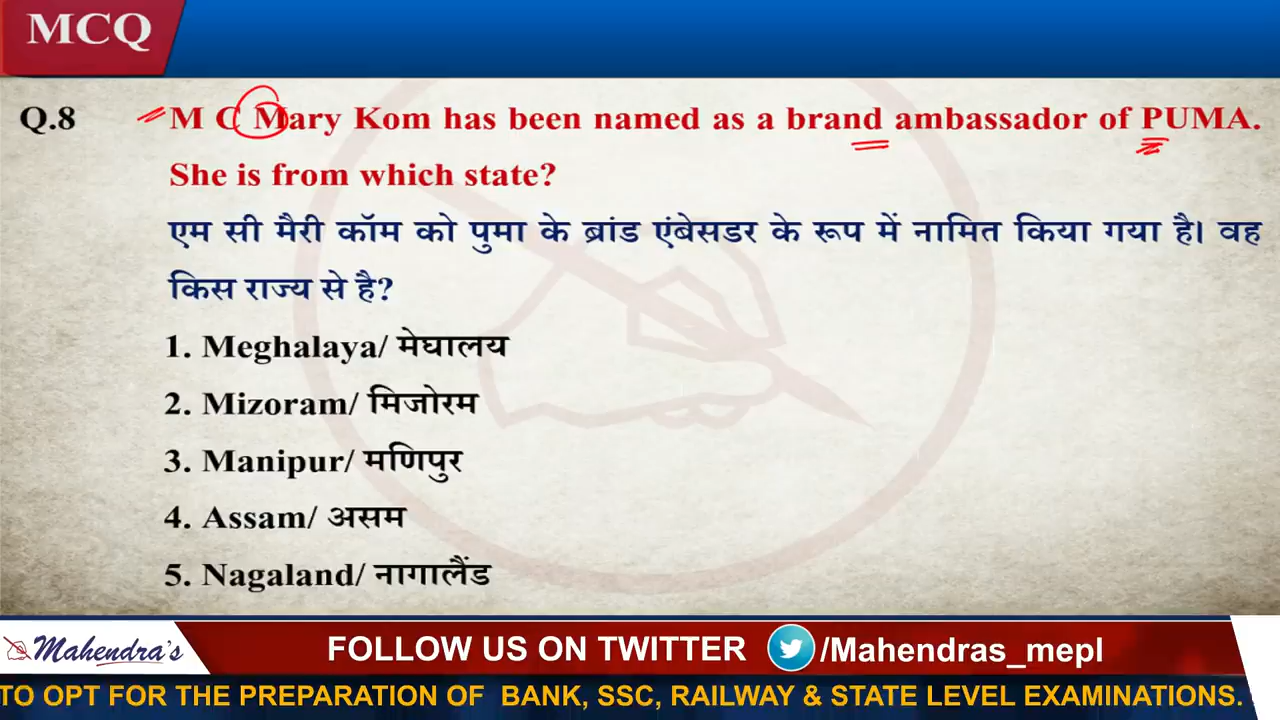 MCQ
Q.8 M C Mary Kom has been named as a brand ambassador of PUMA.
She is from which state?
एम सी मैरी कॉम को पुमा के ब्रांड एंबेसडर के रूप में नामित किया गया है। वह
किस राज्य से है?
1. Meghalaya/ मेघालय
2. Mizoram/ मिजोरम
3. Manipur/ मणिपुर
4. Assam/ असम
5. Nagaland/ नागालैंड
Mahendra's FOLLOW US ON TWITTER /Mahendras_mepl
TO OPT FOR THE PREPARATION OF BANK, SSC, RAILWAY & STATE LEVEL EXAMINATIONS.